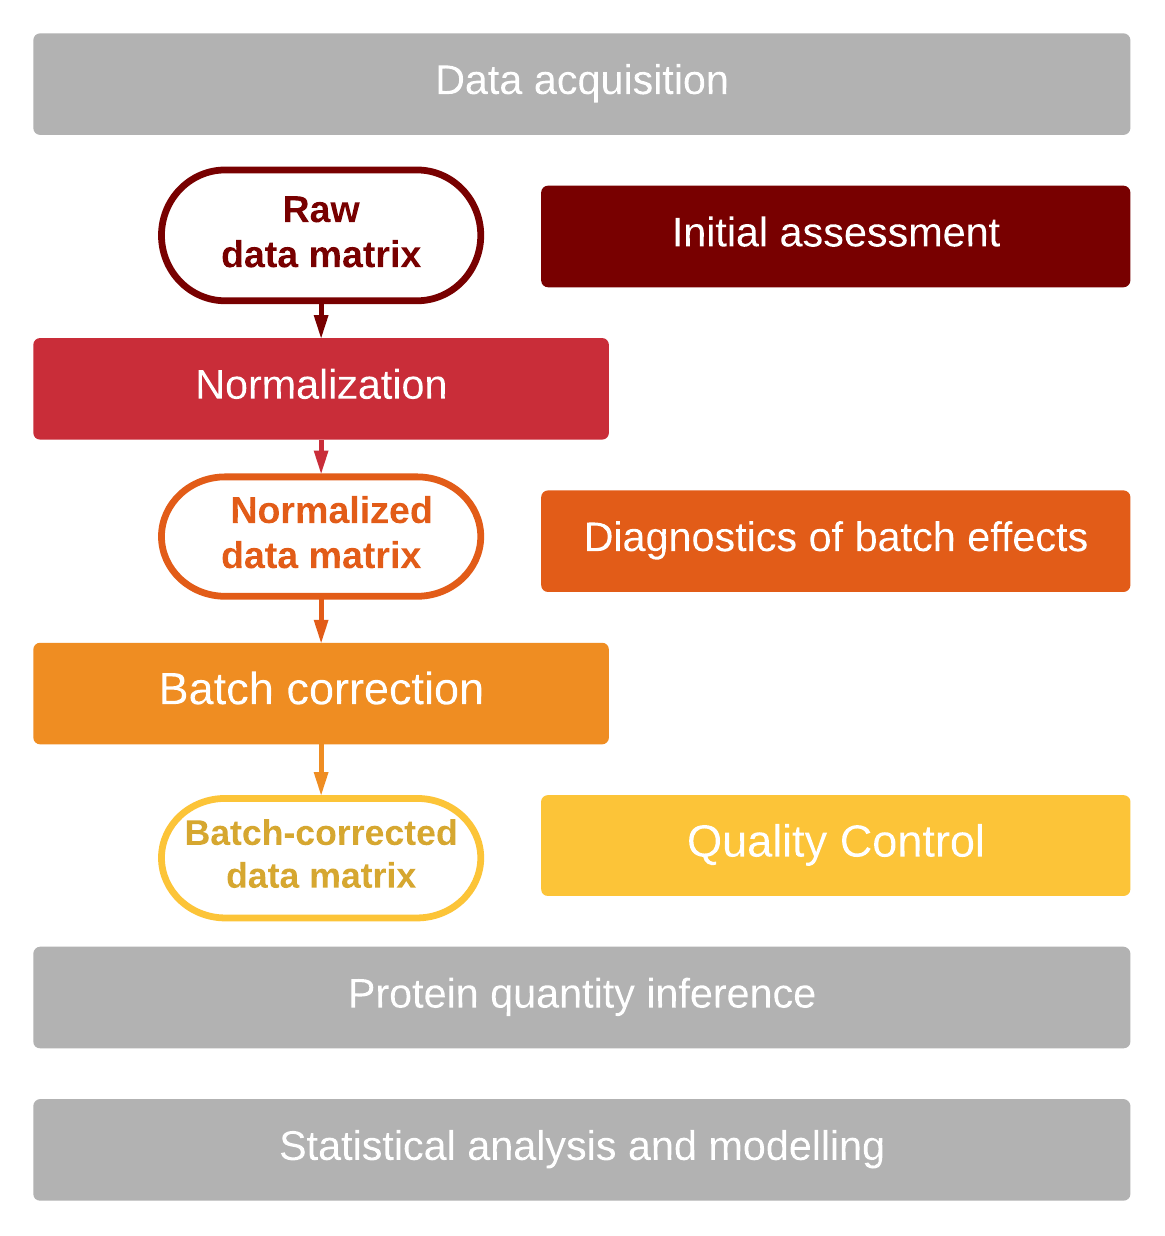 Data acquisition
Raw
data matrix
Initial assessment
Normalization
Normalized
data matrix
Diagnostics of batch effects
Batch correction
Batch-corrected
data matrix
Quality Control
Protein quantity inference
Statistical analysis and modelling